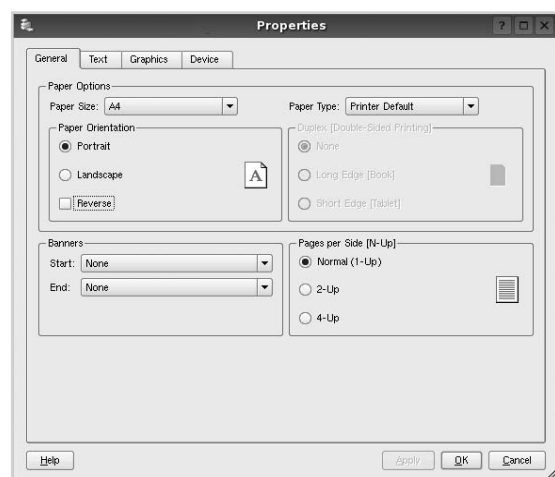 Properties
General Text Graphics Device
Paper Options
Paper Size: A4
Paper Type: Printer Default
Paper Orientation
Portrait
Landscape
Reverse
A
Duplex [Double-Sided Printing]
None
Long Edge [Book]
Short Edge [Tablet]
Banners
Start: None
End: None
Pages per Side [N-Up]
Normal (1-Up)
2-Up
4-Up
Help Apply OK Cancel